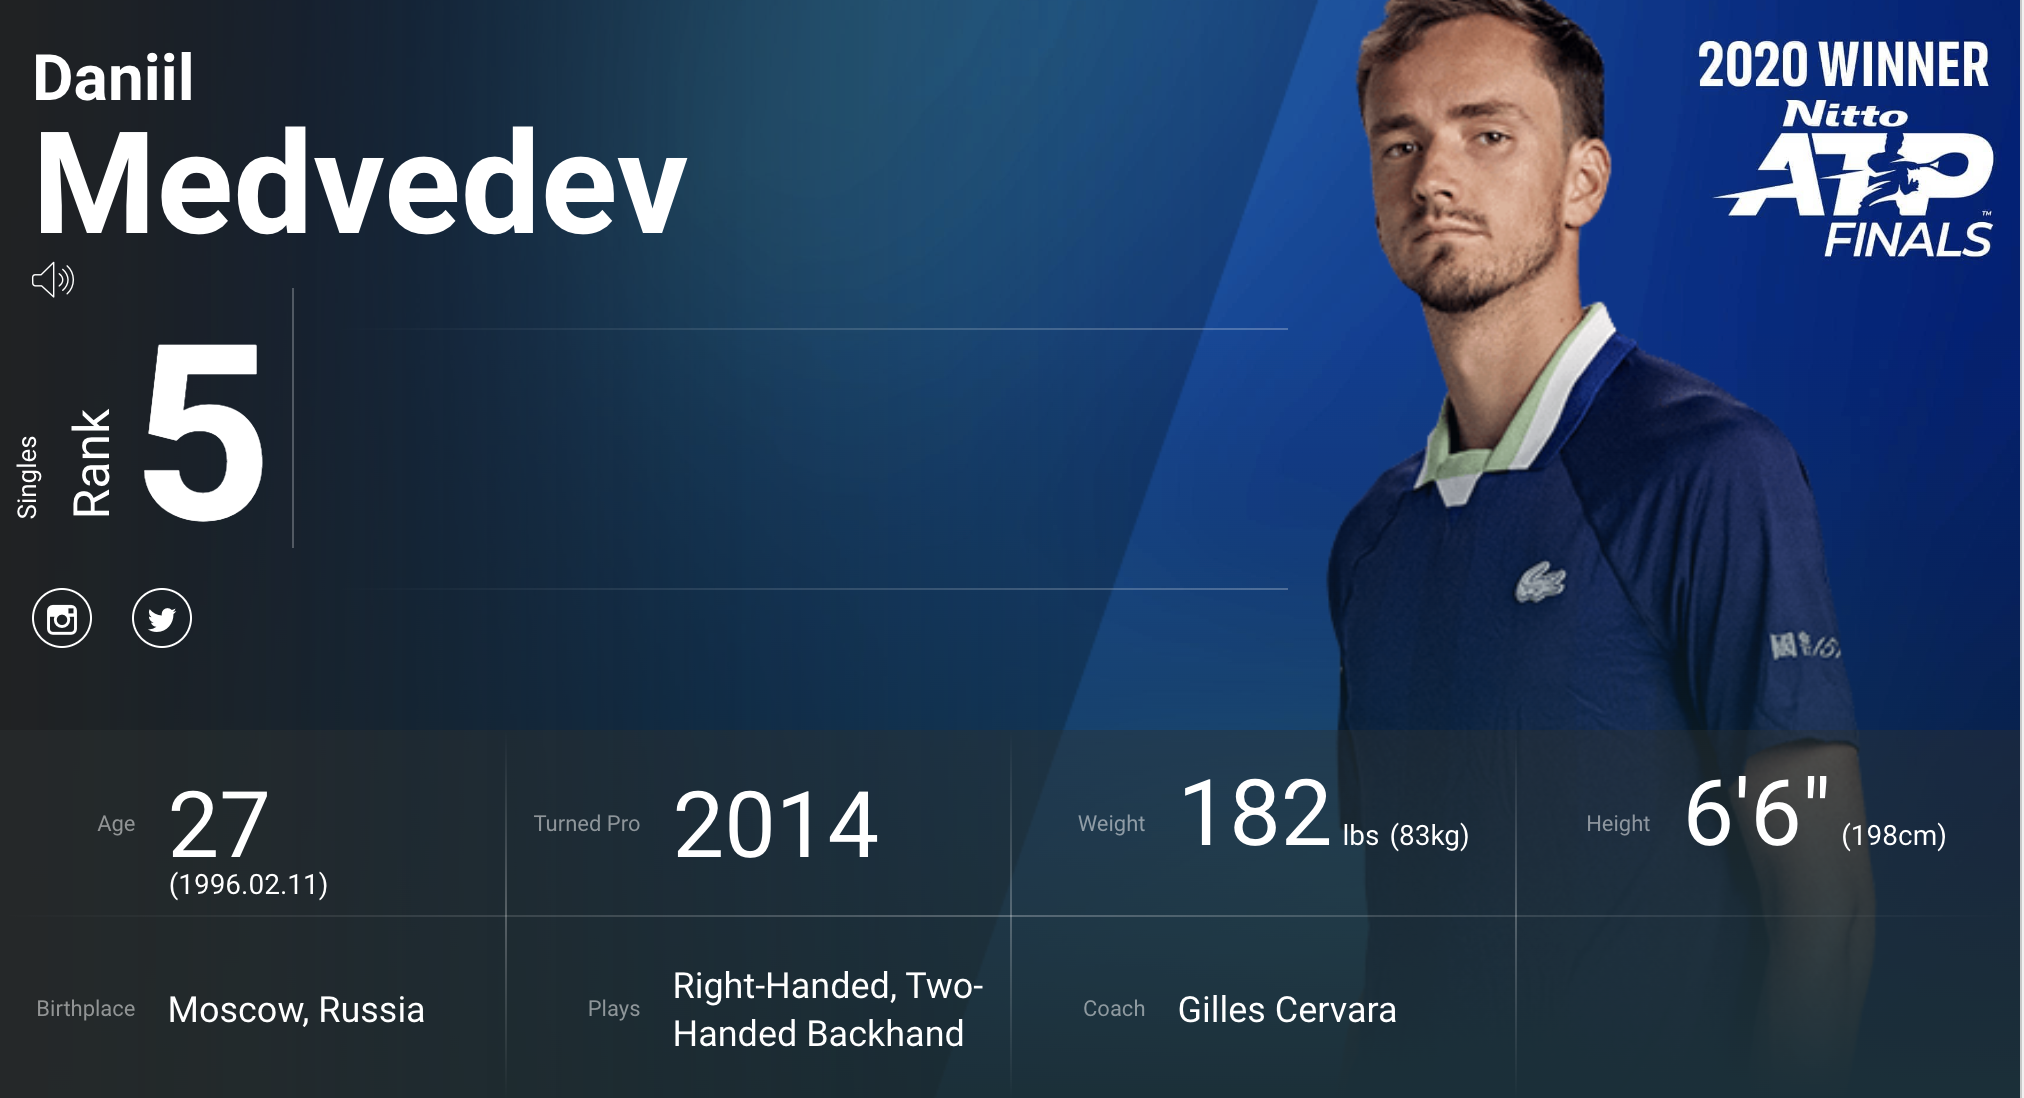 Daniil
Medvedev
2020 WINNER
Nitto
ATP
™
FINALS
Singles
Rank
5
Age
27
(1996.02.11)
Turned Pro
2014
Weight
182 lbs (83kg)
Height
6'6" (198cm)
Birthplace
Moscow, Russia
Plays
Right-Handed, Two-
Handed Backhand
Coach
Gilles Cervara